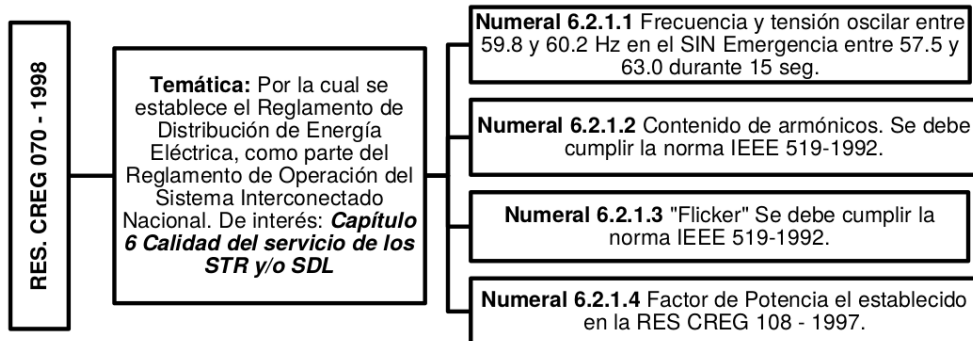 RES. CREG 070 - 1998
Temática: Por la cual se
establece el Reglamento de
Distribución de Energía
Eléctrica, como parte del
Reglamento de Operación del
Sistema Interconectado
Nacional. De interés: Capítulo
6 Calidad del servicio de los
STR y/o SDL
Numeral 6.2.1.1 Frecuencia y tensión oscilar entre
59.8 y 60.2 Hz en el SIN Emergencia entre 57.5 y
63.0 durante 15 seg.
Numeral 6.2.1.2 Contenido de armónicos. Se debe
cumplir la norma IEEE 519-1992.
Numeral 6.2.1.3 "Flicker" Se debe cumplir la
norma IEEE 519-1992.
Numeral 6.2.1.4 Factor de Potencia el establecido
en la RES CREG 108 - 1997.